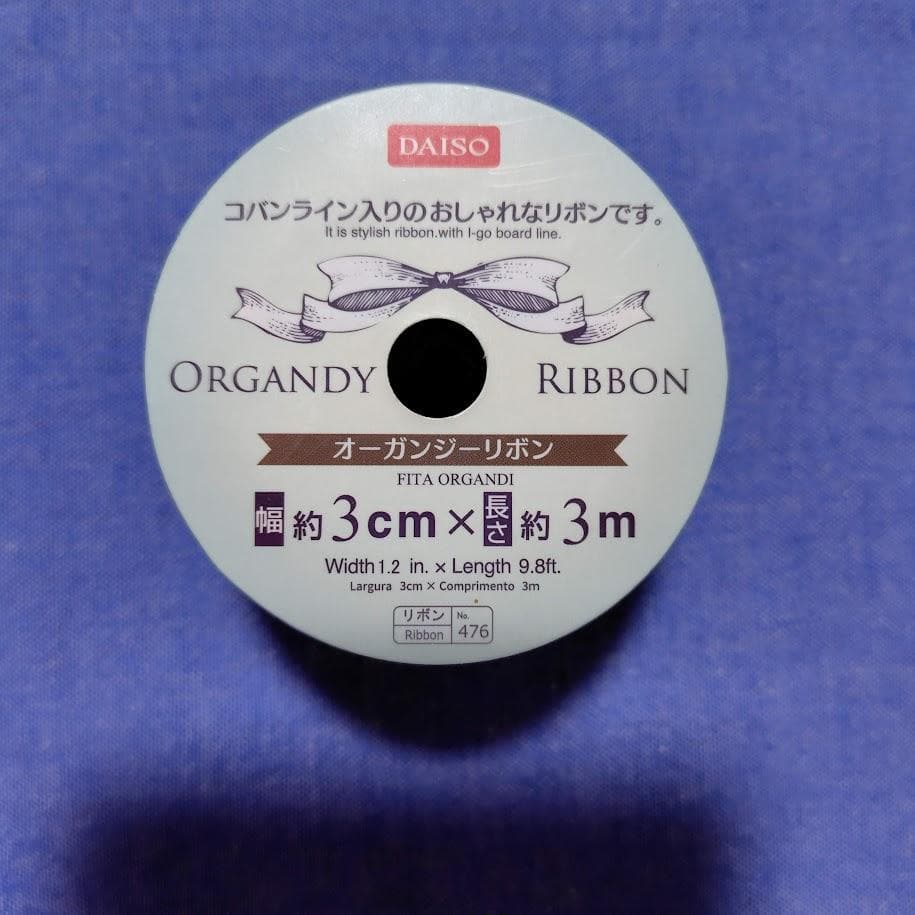 DAISO
コバンライン入りのおしゃれなリボンです。
It is stylish ribbon.with I-go board line.
ORGANDY RIBBON
オーガンジーリボン
FITA ORGANDI
幅 約3cm×長さ 約3m
Width 1.2 in. × Length 9.8ft.
Largura 3cm × Comprimento 3m
リボン No.
Ribbon 476